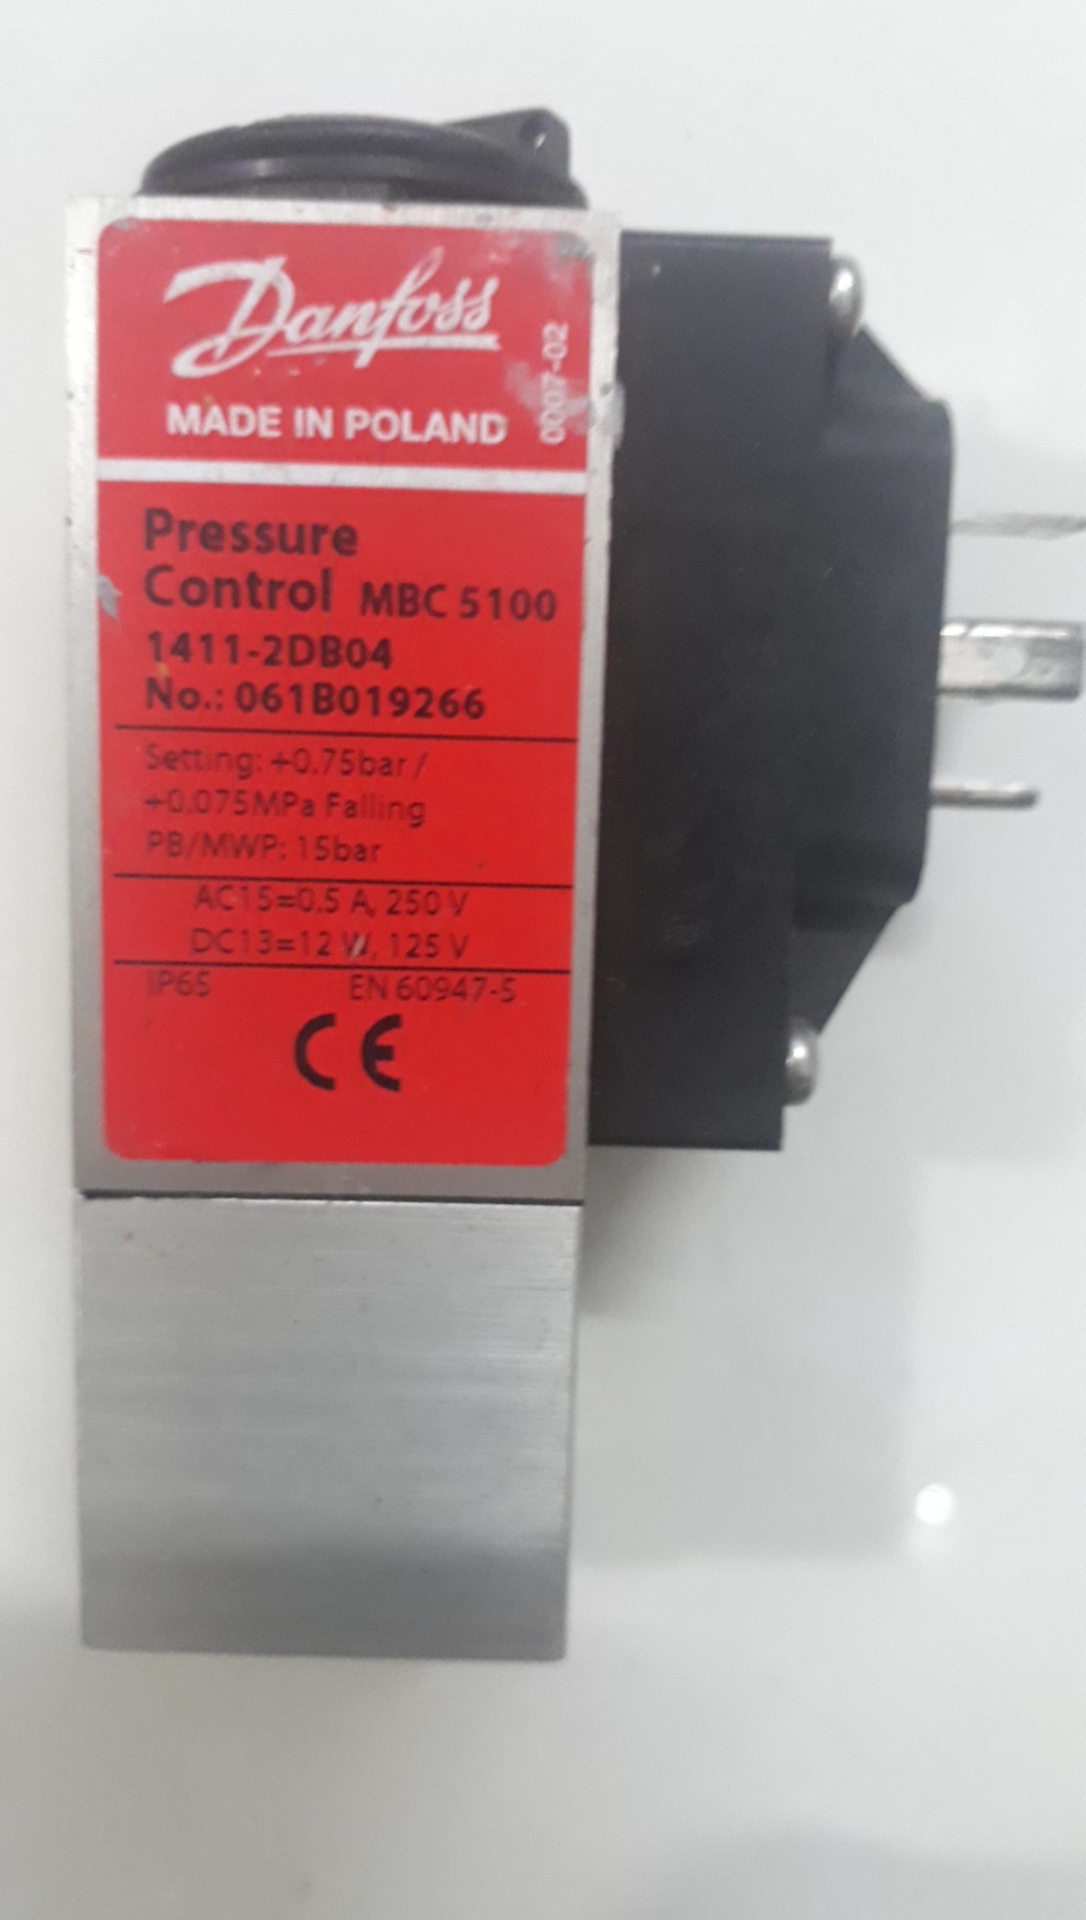 Danfoss
0007-02
MADE IN POLAND
Pressure
Control MBC 5100
1411-2DB04
No.: 061B019266
Setting: +0.75bar /
+0.075MPa Falling
PB/MWP: 15bar
AC15=0.5 A, 250 V
DC13=12 W, 125 V
IP65 EN 60947-5
CE